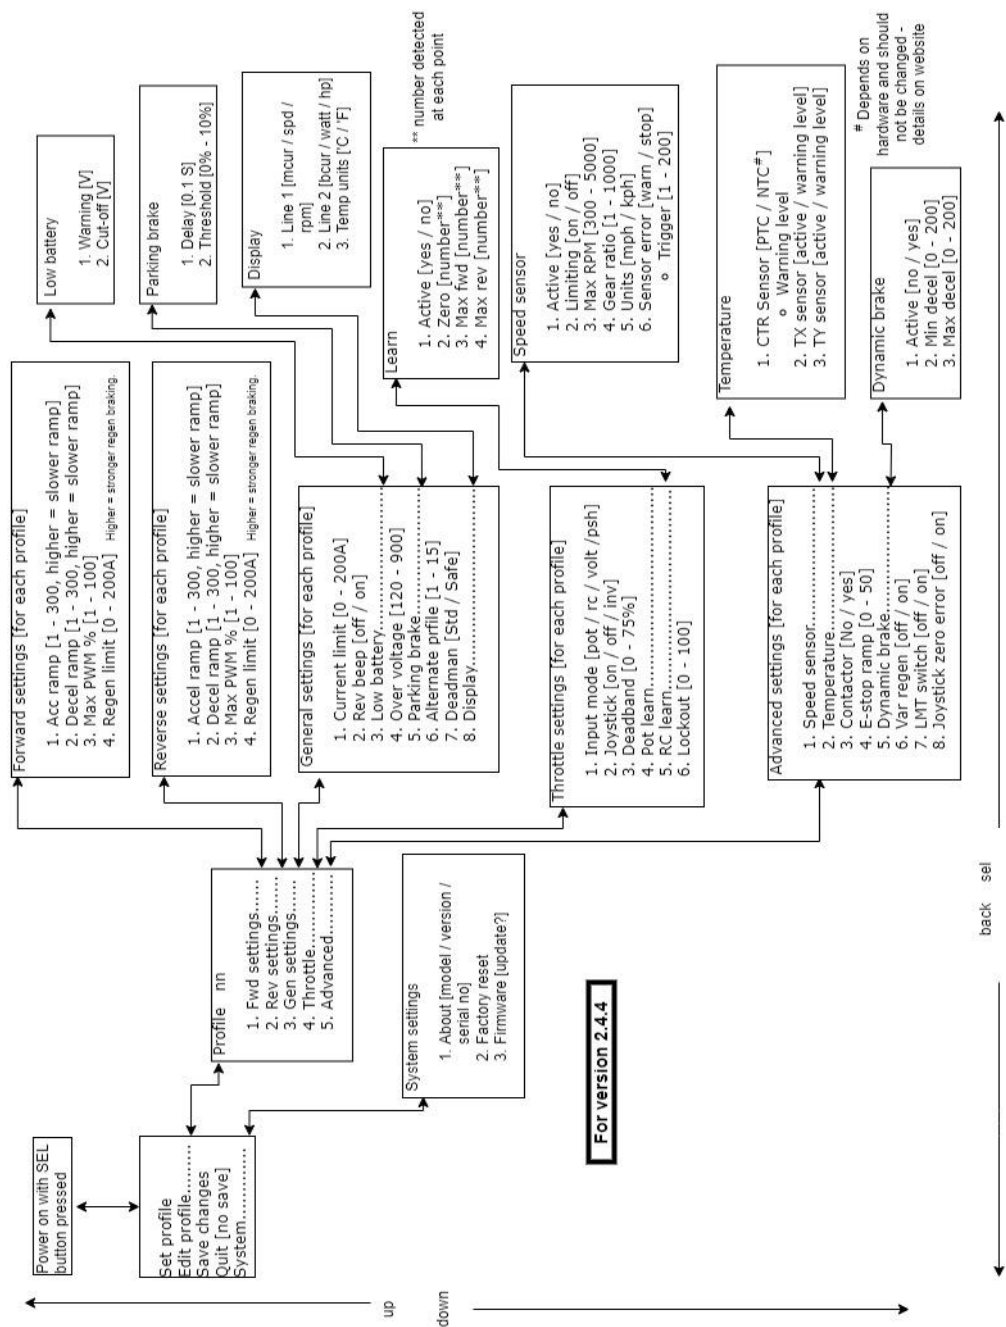 Power on with SEL
button pressed
Set profile
Edit profile..........
Save changes
Quit [no save]
System..................
Profile nn
1. Fwd settings.......
2. Rev settings.......
3. Gen settings.......
4. Throttle..............
5. Advanced...........
System settings
1. About [model / version /
serial no]
2. Factory reset
3. Firmware [update?]
For version 2.4.4
Forward settings [for each profile]
1. Acc ramp [1 - 300, higher = slower ramp]
2. Decel ramp [1 - 300, higher = slower ramp]
3. Max PWM % [1 - 100]
4. Regen limit [0 - 200A] Higher = stronger regen braking.
Reverse settings [for each profile]
1. Accel ramp [1 - 300, higher = slower ramp]
2. Decel ramp [1 - 300, higher = slower ramp]
3. Max PWM % [1 - 100]
4. Regen limit [0 - 200A] Higher = stronger regen braking.
General settings [for each profile]
1. Current limit [0 - 200A]
2. Rev beep [off / on]
3. Low battery..........................
4. Over voltage [120 - 900]
5. Parking brake.......................
6. Alternate prfile [1 - 15]
7. Deadman [Std / Safe]
8. Display................................
Throttle settings [for each profile]
1. Input mode [pot / rc / volt /psh]
2. Joystick [on / off / inv]
3. Deadband [0 - 75%]
4. Pot learn..............................
5. RC learn...............................
6. Lockout [0 - 100]
Advanced settings [for each profile]
1. Speed sensor.......................
2. Temperature.........................
3. Contactor [No / yes]
4. E-stop ramp [0 - 50]
5. Dynamic brake......................
6. Var regen [off / on]
7. LMT switch [off / on]
8. Joystick zero error [off / on]
Low battery
1. Warning [V]
2. Cut-off [V]
Parking brake
1. Delay [0.1 S]
2. Threshold [0% - 10%]
Display
1. Line 1 [mcur / spd /
rpm]
2. Line 2 [bcur / watt / hp]
3. Temp units [˚C / ˚F]
Learn
1. Active [yes / no]
2. Zero [number**]
3. Max fwd [number**]
4. Max rev [number**]
** number detected
at each point
Speed sensor
1. Active [yes / no]
2. Limiting [on / off]
3. Max RPM [300 - 5000]
4. Gear ratio [1 - 1000]
5. Units [mph / kph]
6. Sensor error [warn / stop]
o Trigger [1 - 200]
Temperature
1. CTR Sensor [PTC / NTC#]
o Warning level
2. TX sensor [active / warning level]
3. TY sensor [active / warning level]
# Depends on
hardware and should
not be changed -
details on website
Dynamic brake
1. Active [no / yes]
2. Min decel [0 - 200]
3. Max decel [0 - 200]
up
down
back sel